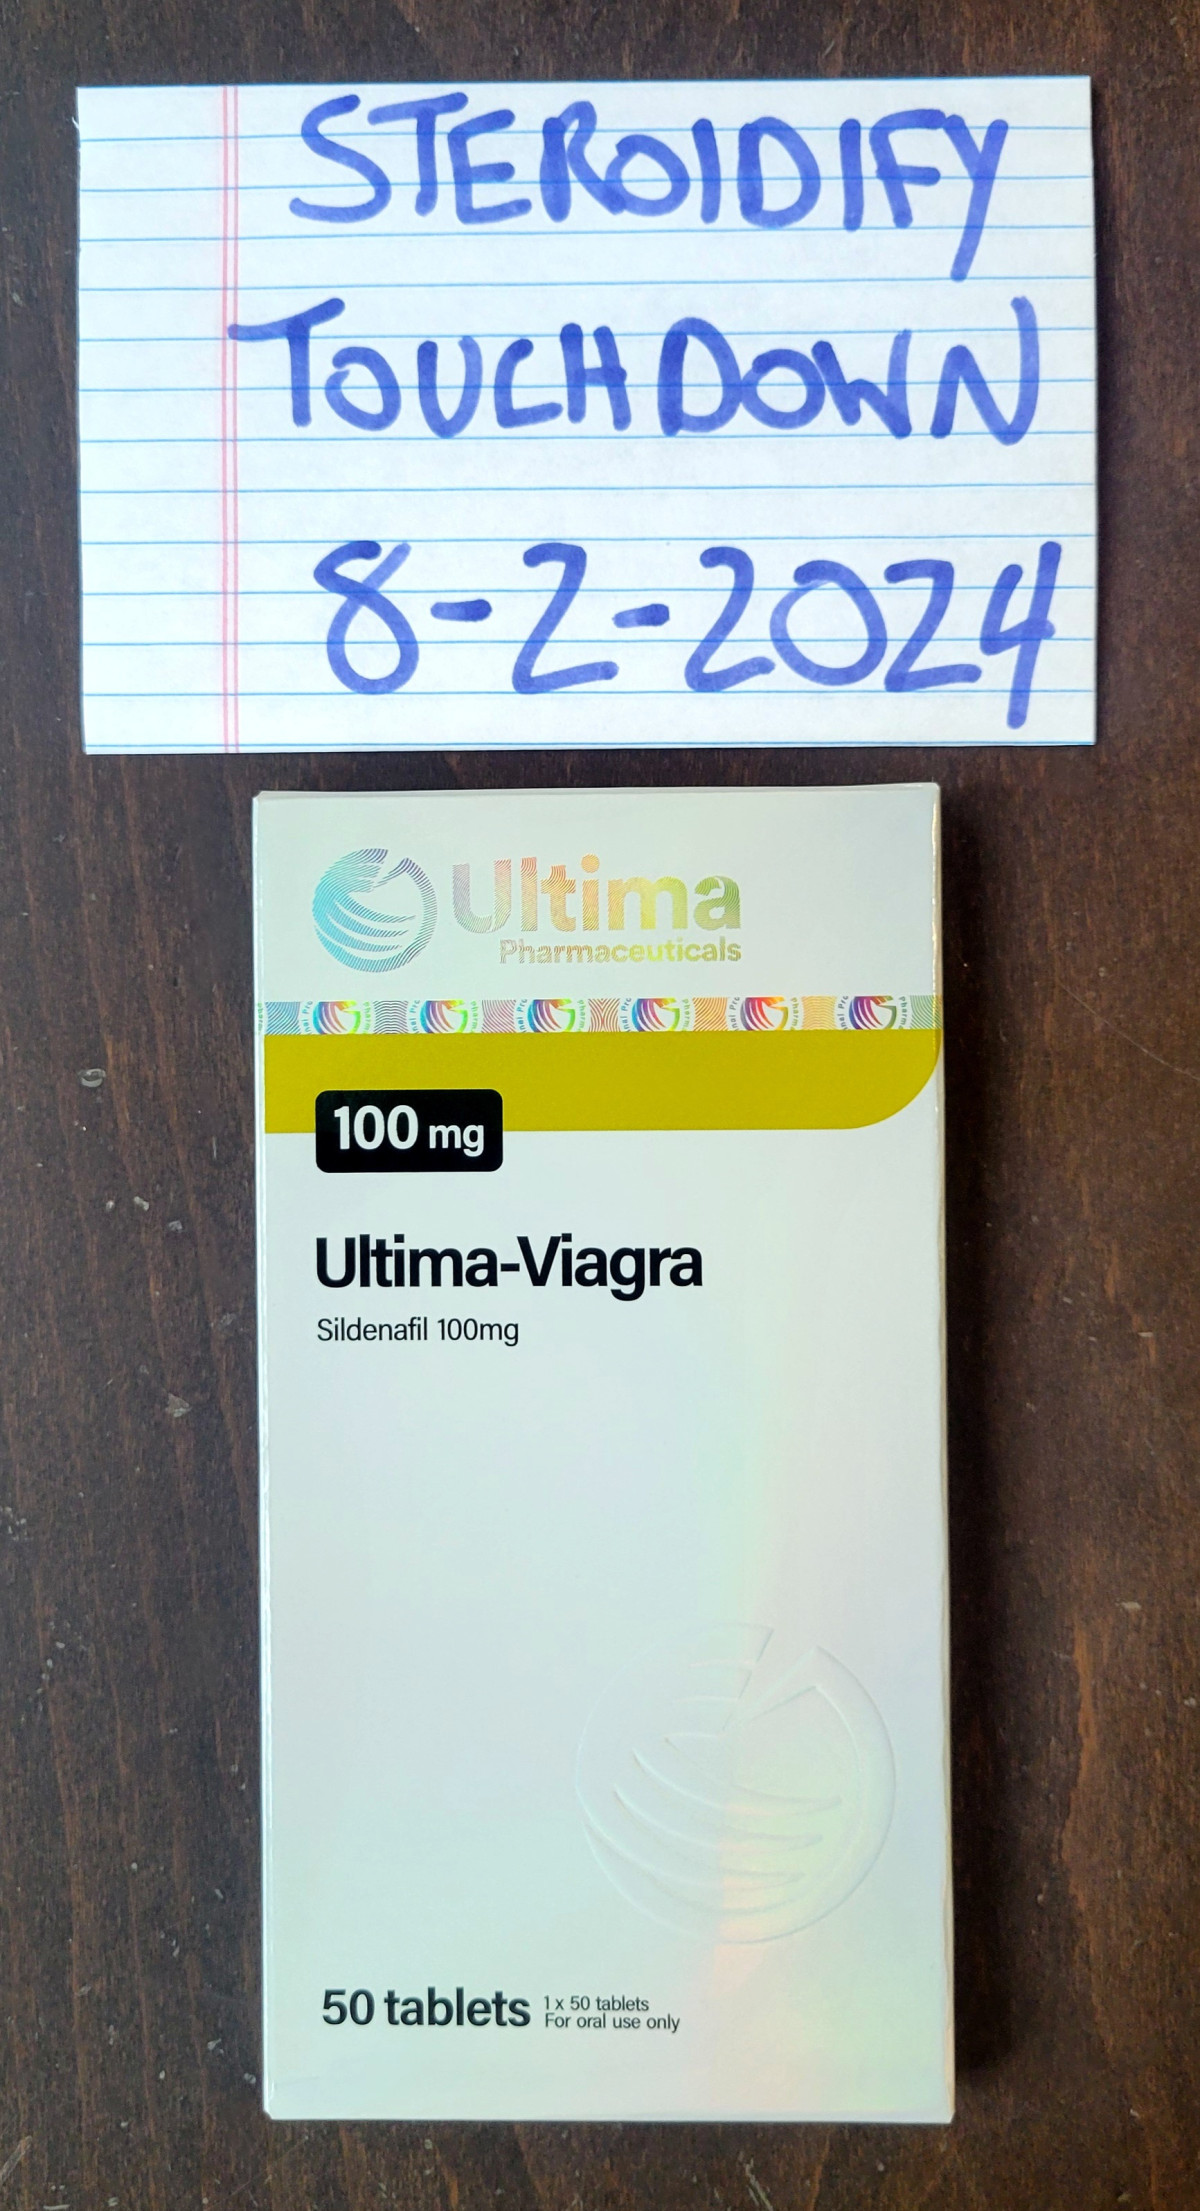 STEROIDIFY
TOUCHDOWN
8-2-2024
Ultima
Pharmaceuticals
100 mg
Ultima-Viagra
Sildenafil 100mg
50 tablets
1 x 50 tablets
For oral use only